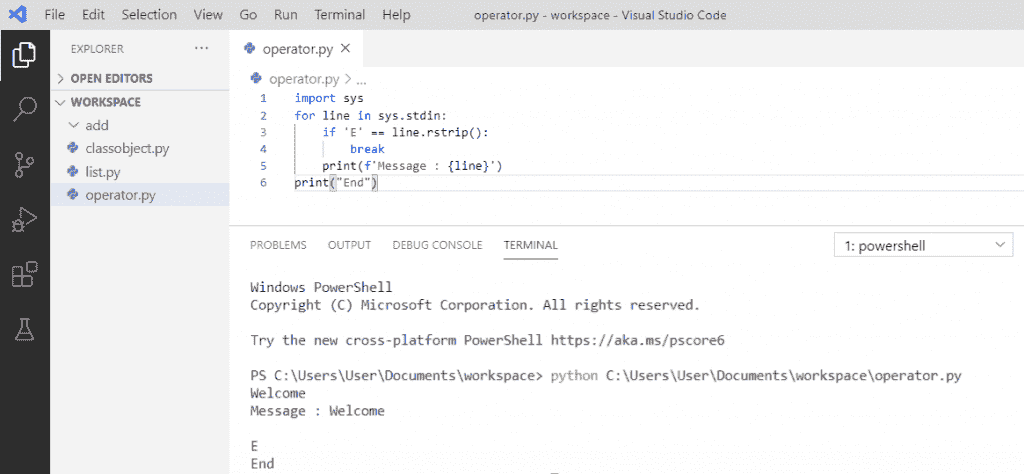 File Edit Selection View Go Run Terminal Help operator.py - workspace - Visual Studio Code
EXPLORER ...
OPEN EDITORS
WORKSPACE
add
classobject.py
list.py
operator.py
operator.py
operator.py > ...
1 import sys
2 for line in sys.stdin:
3     if 'E' == line.rstrip():
4         break
5     print(f'Message : {line}')
6 print("End")
PROBLEMS OUTPUT DEBUG CONSOLE TERMINAL 1: powershell
Windows PowerShell
Copyright (C) Microsoft Corporation. All rights reserved.
Try the new cross-platform PowerShell https://aka.ms/pscore6
PS C:\Users\User\Documents\workspace> python C:\Users\User\Documents\workspace\operator.py
Welcome
Message : Welcome
E
End